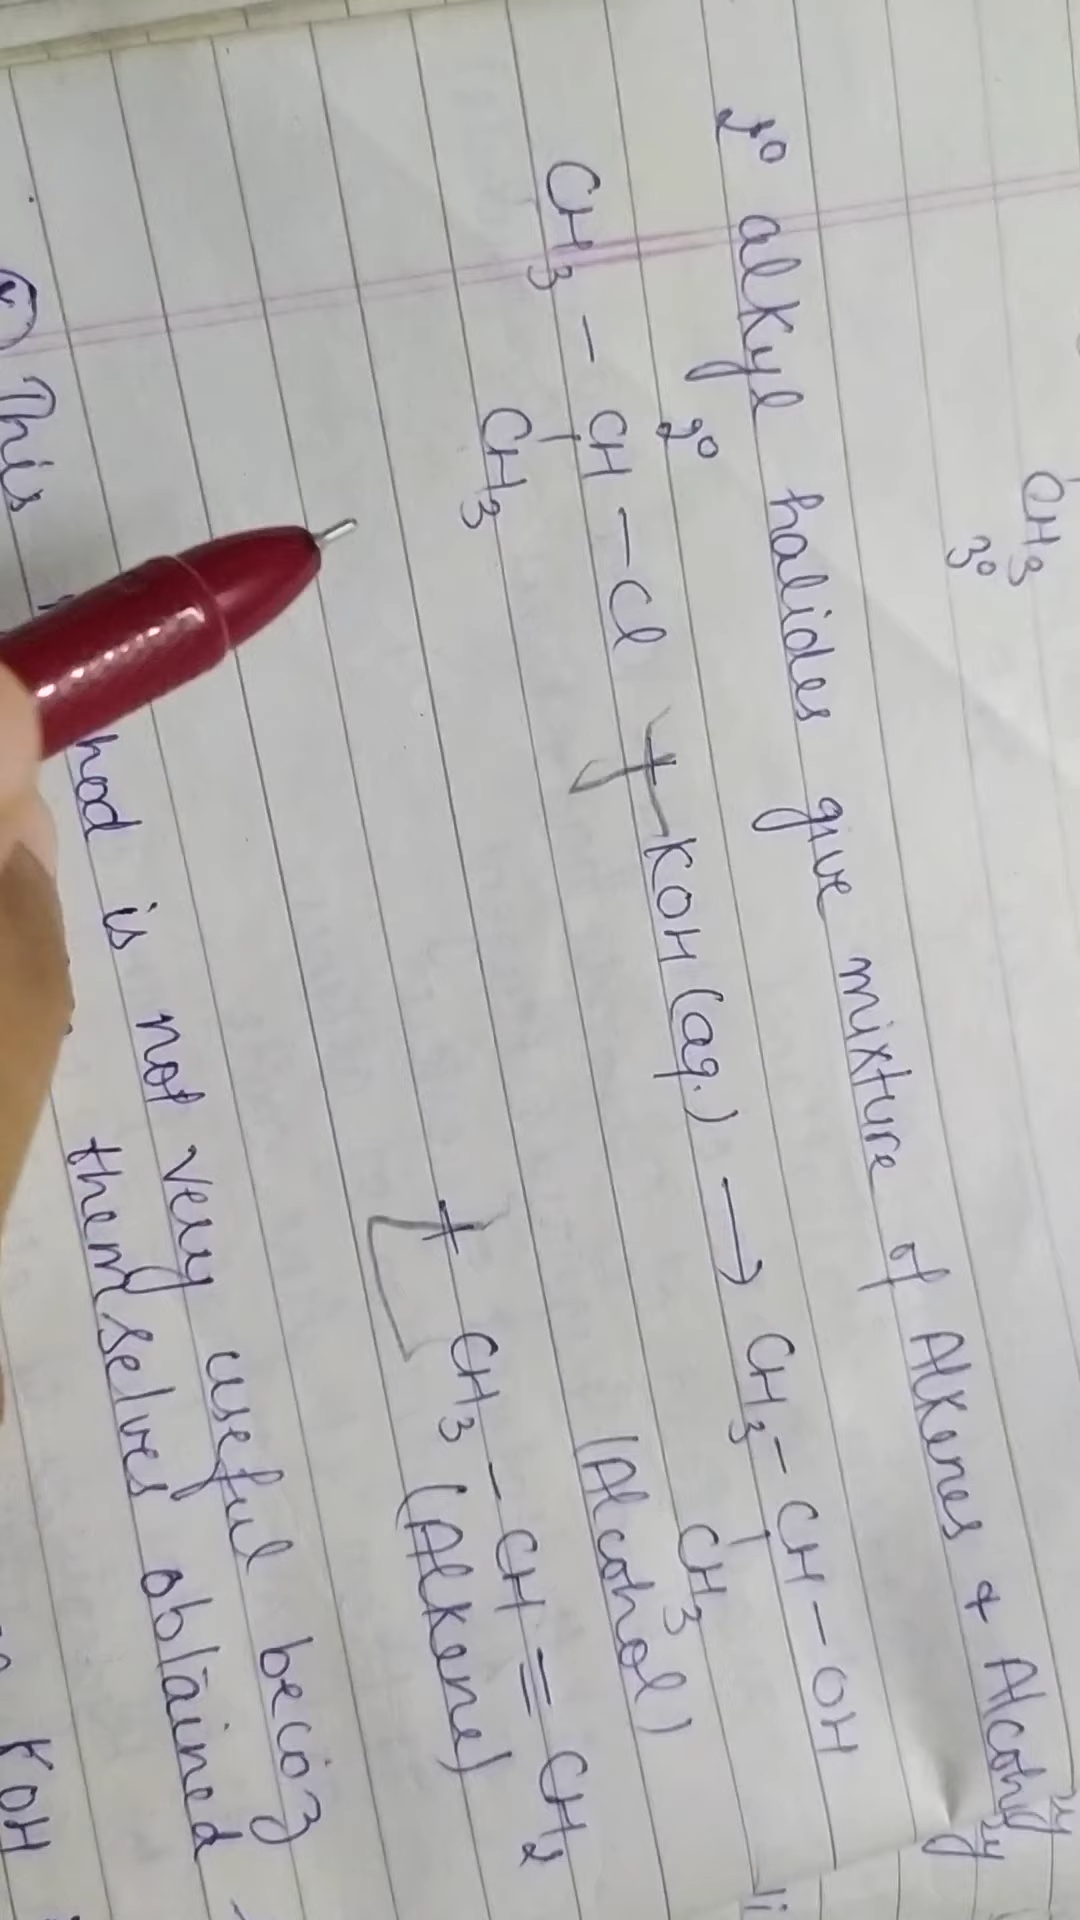 CH3
3°
2° alkyl halides give mixture of Alkenes & Alcohol
2°
CH3 - CH - Cl + KOH (aq.) → CH3 - CH - OH
CH3
CH3
(Alcohol)
+ CH3 - CH = CH2
(Alkene)
This is not very useful becoz
themselves obtained
KOH